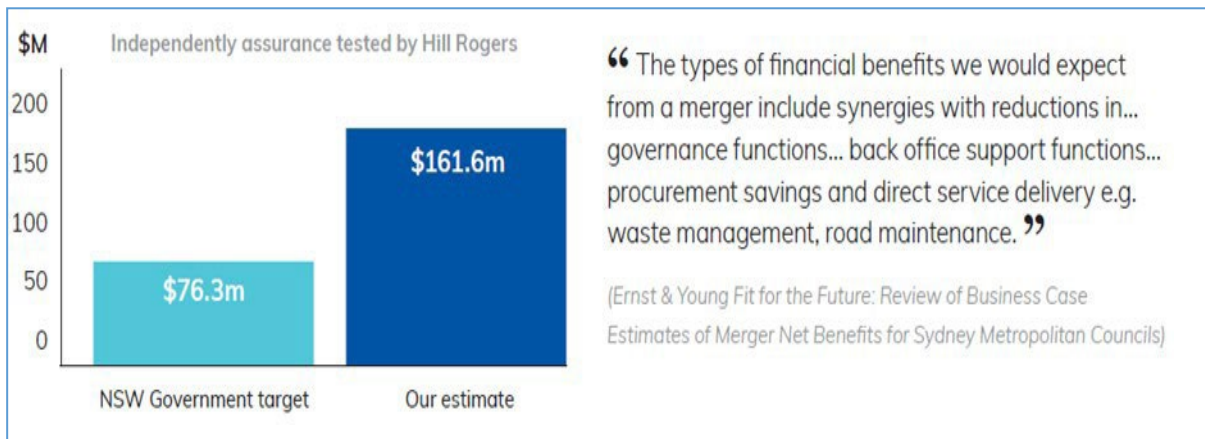 $M
Independently assurance tested by Hill Rogers
200
150
100
50
0
$76.3m
$161.6m
NSW Government target
Our estimate
“ The types of financial benefits we would expect
from a merger include synergies with reductions in...
governance functions... back office support functions...
procurement savings and direct service delivery e.g.
waste management, road maintenance. ”
(Ernst & Young Fit for the Future: Review of Business Case
Estimates of Merger Net Benefits for Sydney Metropolitan Councils)